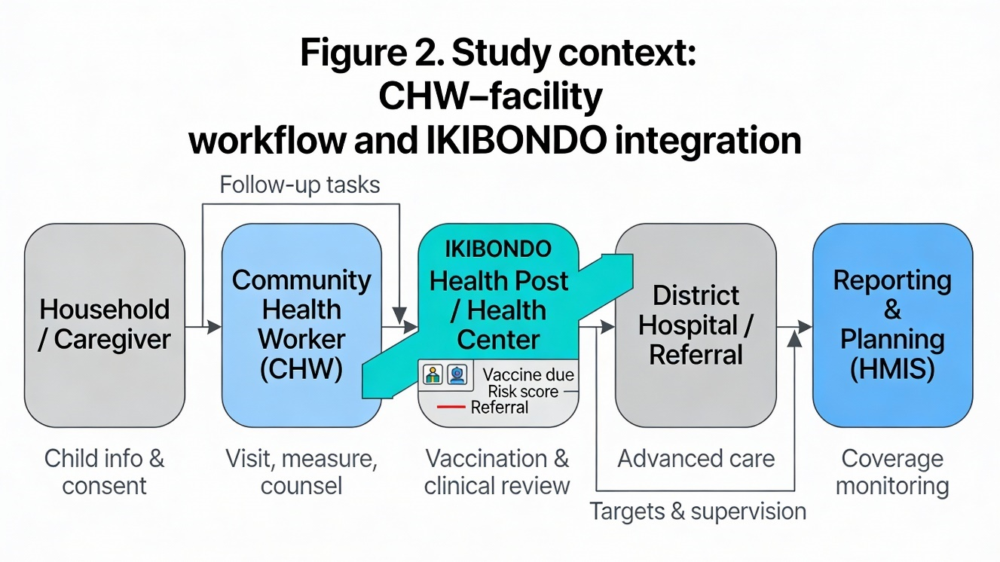 Figure 2. Study context:
CHW–facility
workflow and IKIBONDO integration
Follow-up tasks
Household
/ Caregiver
Community
Health
Worker
(CHW)
IKIBONDO
Health Post
/ Health
Center
Vaccine due
Risk score
Referral
District
Hospital /
Referral
Reporting
&
Planning
(HMIS)
Child info &
consent
Visit, measure,
counsel
Vaccination &
clinical review
Advanced care
Coverage
monitoring
Targets & supervision